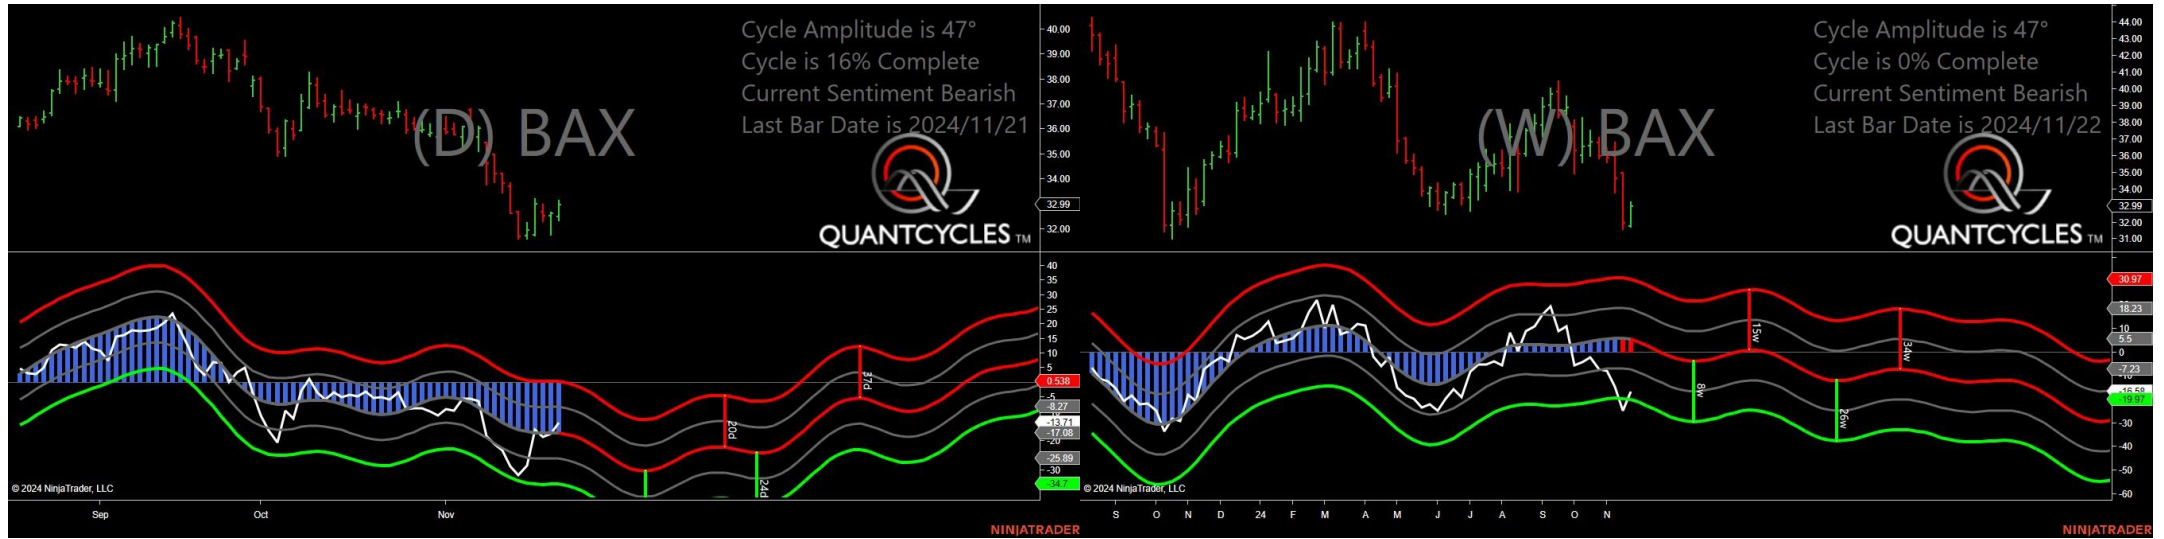 Cycle Amplitude is 47°
Cycle is 16% Complete
Current Sentiment Bearish
Last Bar Date is 2024/11/21
(D) BAX
QUANTCYCLES TM
40.00
39.00
38.00
37.00
36.00
35.00
34.00
32.99
32.00
40
35
30
25
20
15
10
5
0.538
-5
-8.27
-13.71
-17.08
-20
-25.89
-30
-34.7
20d
24d
37d
© 2024 NinjaTrader, LLC
Sep
Oct
Nov
NINJATRADER
Cycle Amplitude is 47°
Cycle is 0% Complete
Current Sentiment Bearish
Last Bar Date is 2024/11/22
(W) BAX
QUANTCYCLES TM
44.00
43.00
42.00
41.00
40.00
39.00
38.00
37.00
36.00
35.00
34.00
32.99
32.00
31.00
30.97
18.23
10
5.5
0
-7.23
-16.58
-19.97
-30
-40
-50
-60
8w
15w
26w
34w
© 2024 NinjaTrader, LLC
S O N D 24 F M A M J J A S O N
NINJATRADER